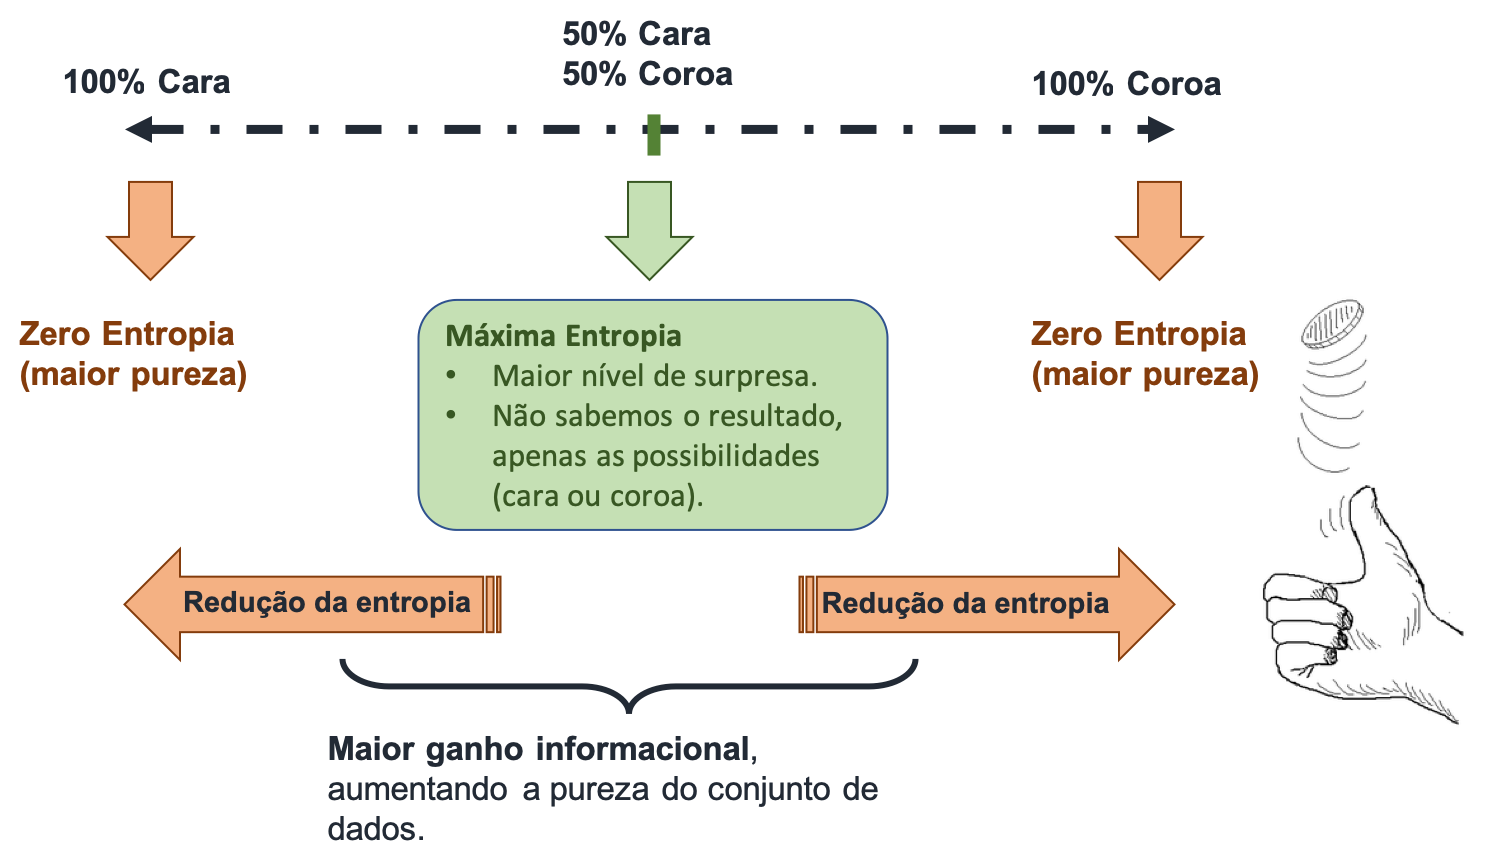 50% Cara
50% Coroa
100% Cara
100% Coroa
Zero Entropia
(maior pureza)
Máxima Entropia
• Maior nível de surpresa.
• Não sabemos o resultado,
apenas as possibilidades
(cara ou coroa).
Zero Entropia
(maior pureza)
Redução da entropia
Redução da entropia
Maior ganho informacional,
aumentando a pureza do conjunto de
dados.